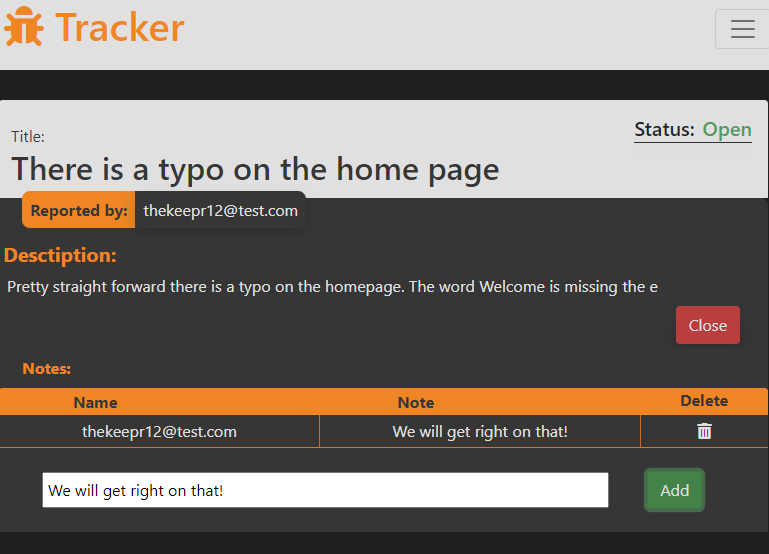 Tracker
Status: Open
Title:
There is a typo on the home page
Reported by: thekeepr12@test.com
Desctiption:
Pretty straight forward there is a typo on the homepage. The word Welcome is missing the e
Close
Notes:
Name Note Delete
thekeepr12@test.com We will get right on that!
We will get right on that! Add